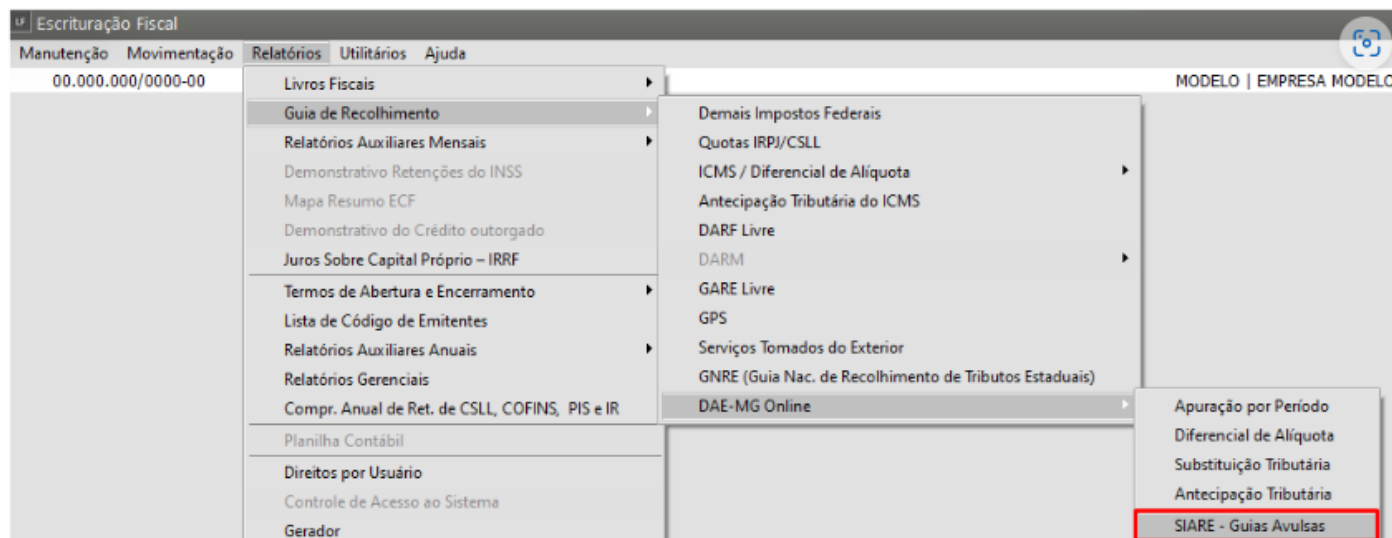 LF Escrituração Fiscal
Manutenção Movimentação Relatórios Utilitários Ajuda
00.000.000/0000-00
MODELO | EMPRESA MODELO
Livros Fiscais
Guia de Recolhimento
Relatórios Auxiliares Mensais
Demonstrativo Retenções do INSS
Mapa Resumo ECF
Demonstrativo do Crédito outorgado
Juros Sobre Capital Próprio – IRRF
Termos de Abertura e Encerramento
Lista de Código de Emitentes
Relatórios Auxiliares Anuais
Relatórios Gerenciais
Compr. Anual de Ret. de CSLL, COFINS, PIS e IR
Planilha Contábil
Direitos por Usuário
Controle de Acesso ao Sistema
Gerador
Demais Impostos Federais
Quotas IRPJ/CSLL
ICMS / Diferencial de Alíquota
Antecipação Tributária do ICMS
DARF Livre
DARM
GARE Livre
GPS
Serviços Tomados do Exterior
GNRE (Guia Nac. de Recolhimento de Tributos Estaduais)
DAE-MG Online
Apuração por Período
Diferencial de Alíquota
Substituição Tributária
Antecipação Tributária
SIARE - Guias Avulsas